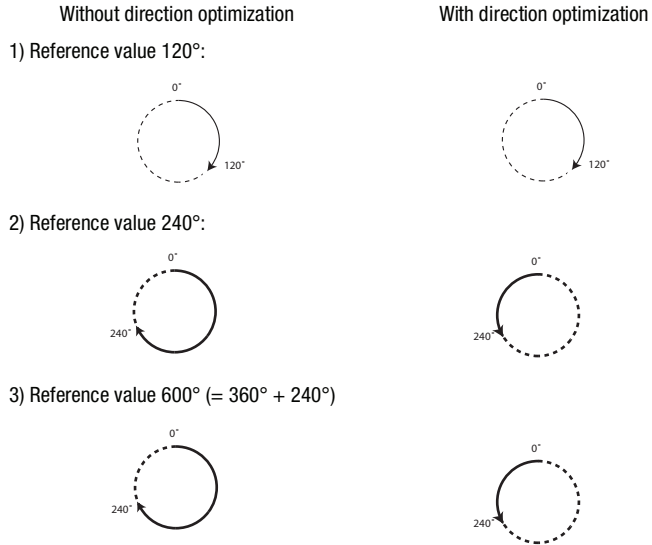 Without direction optimization
With direction optimization
1) Reference value 120°:
0°
120°
0°
120°
2) Reference value 240°:
0°
240°
0°
240°
3) Reference value 600° (= 360° + 240°)
0°
240°
0°
240°